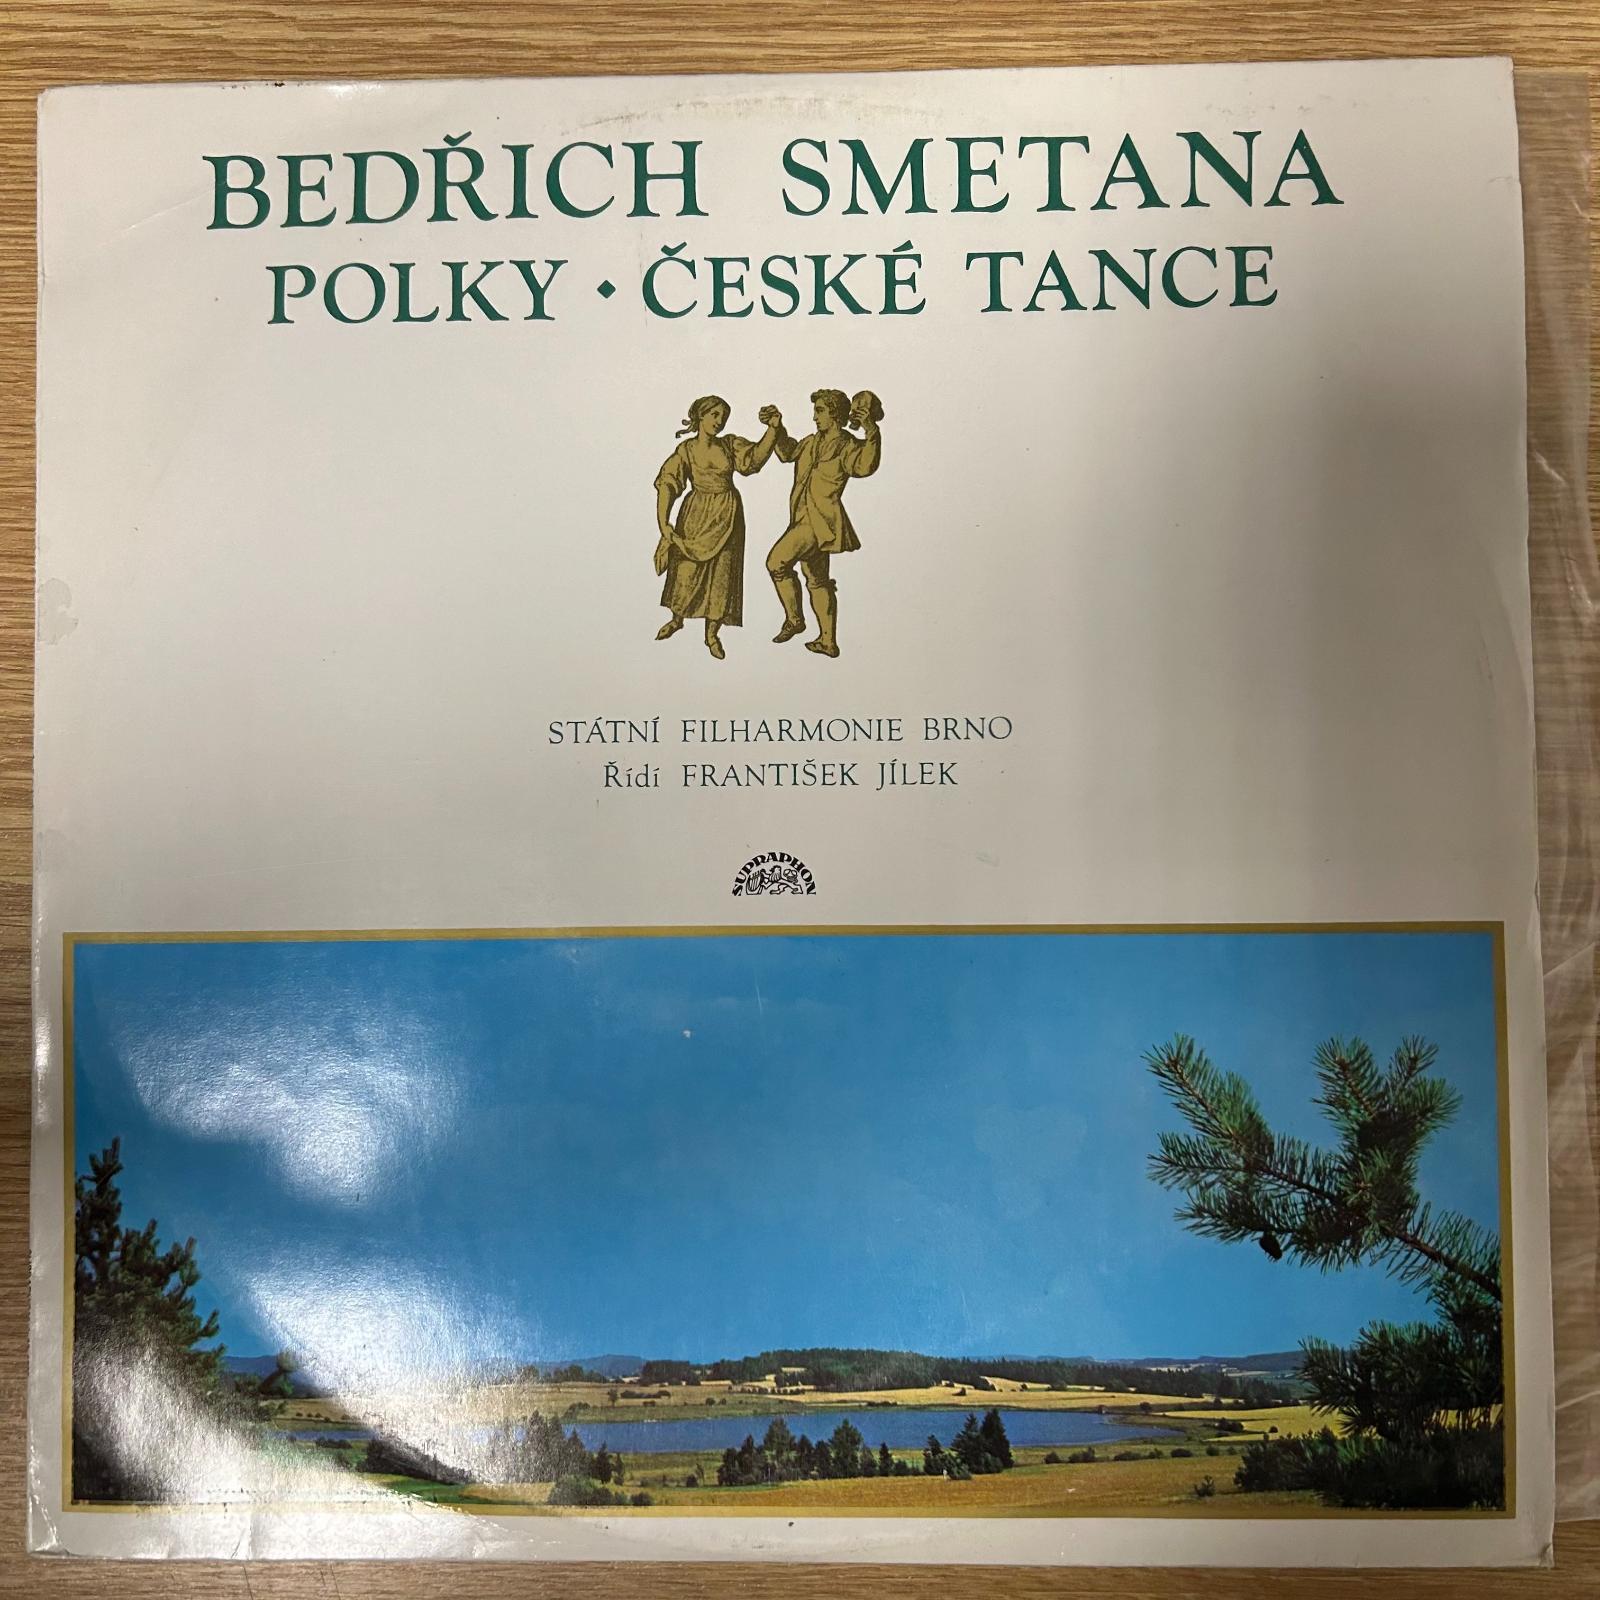 BEDŘICH SMETANA
POLKY • ČESKÉ TANCE
STÁTNÍ FILHARMONIE BRNO
Řídí FRANTIŠEK JÍLEK
SUPRAPHON